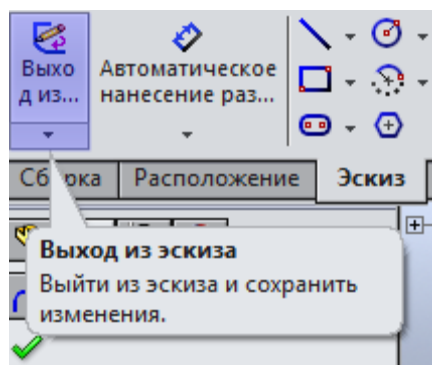 Выхо
д из...
Автоматическое
нанесение раз...
Сборка
Расположение
Эскиз
Выход из эскиза
Выйти из эскиза и сохранить
изменения.